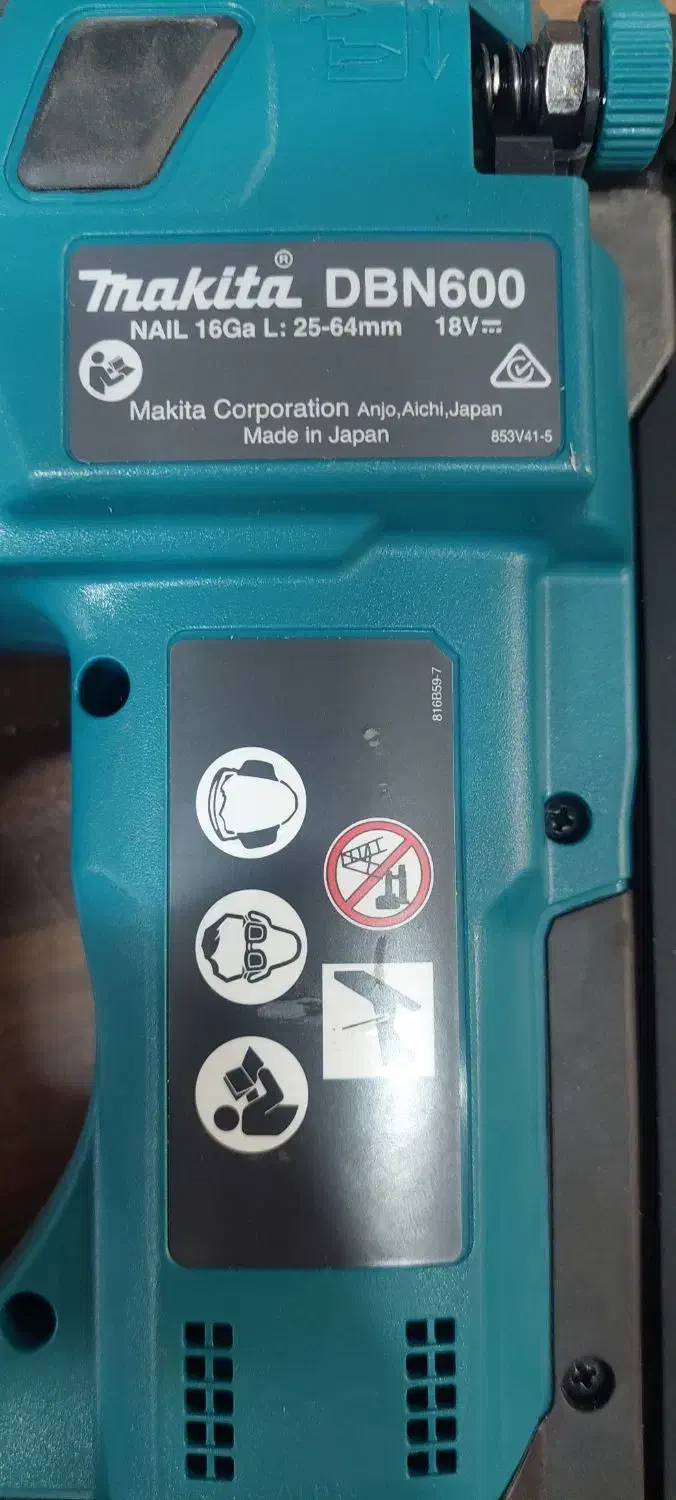 makita® DBN600
NAIL 16Ga L: 25-64mm 18V⎓
Makita Corporation Anjo,Aichi,Japan
Made in Japan 853V41-5
816B59-7